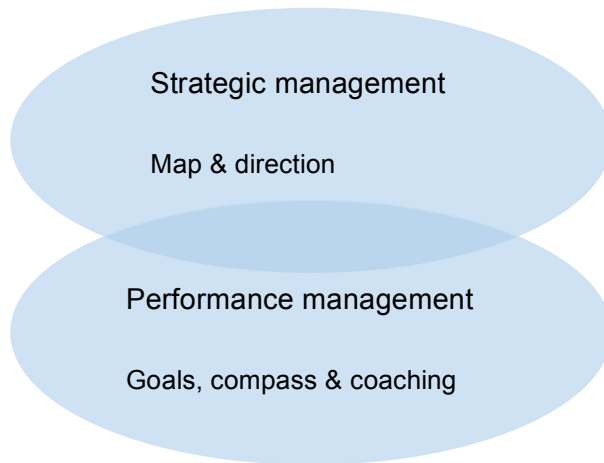 Strategic management
Map & direction
Performance management
Goals, compass & coaching